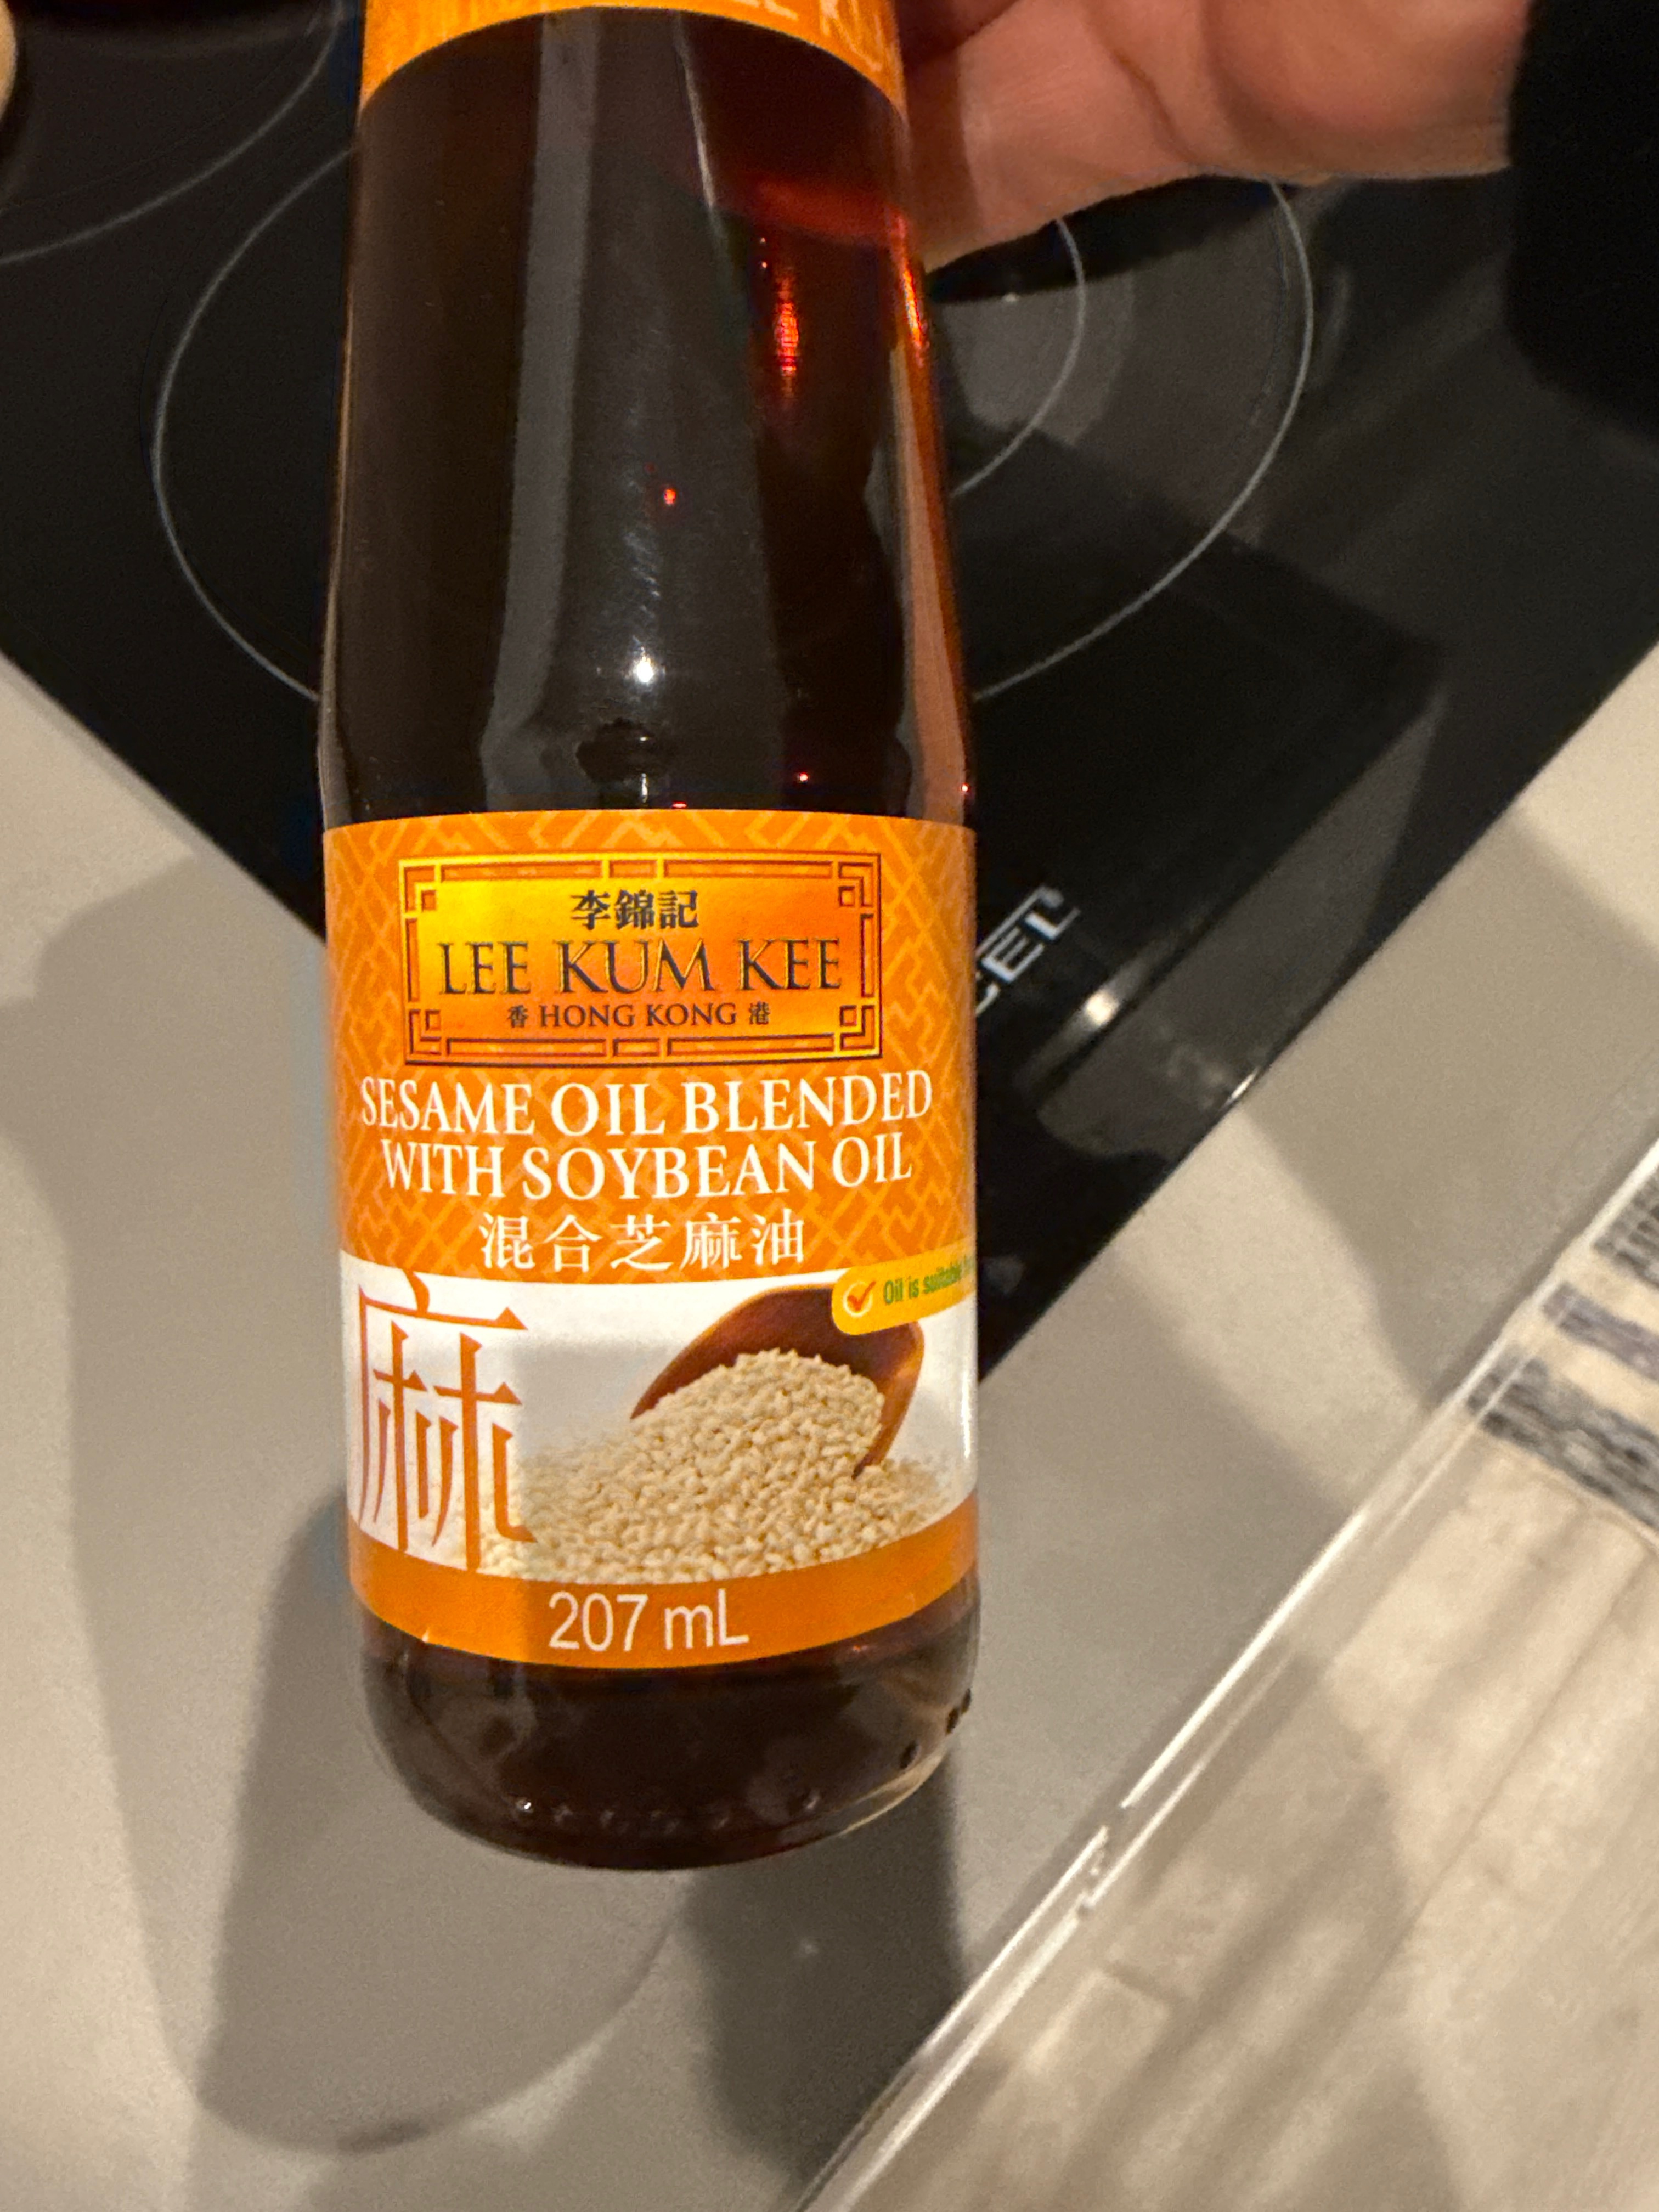 李錦記
LEE KUM KEE
香 HONG KONG 港
SESAME OIL BLENDED
WITH SOYBEAN OIL
混合芝麻油
Oil is suitable
麻
207 mL